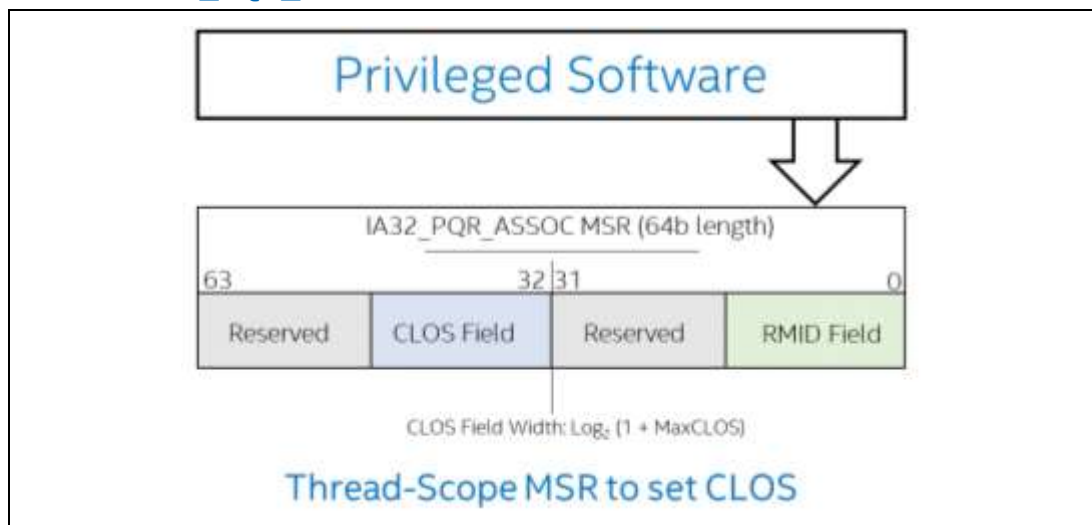 Privileged Software
IA32_PQR_ASSOC MSR (64b length)
63 32 31 0
Reserved CLOS Field Reserved RMID Field
CLOS Field Width: Log₂ (1 + MaxCLOS)
Thread-Scope MSR to set CLOS